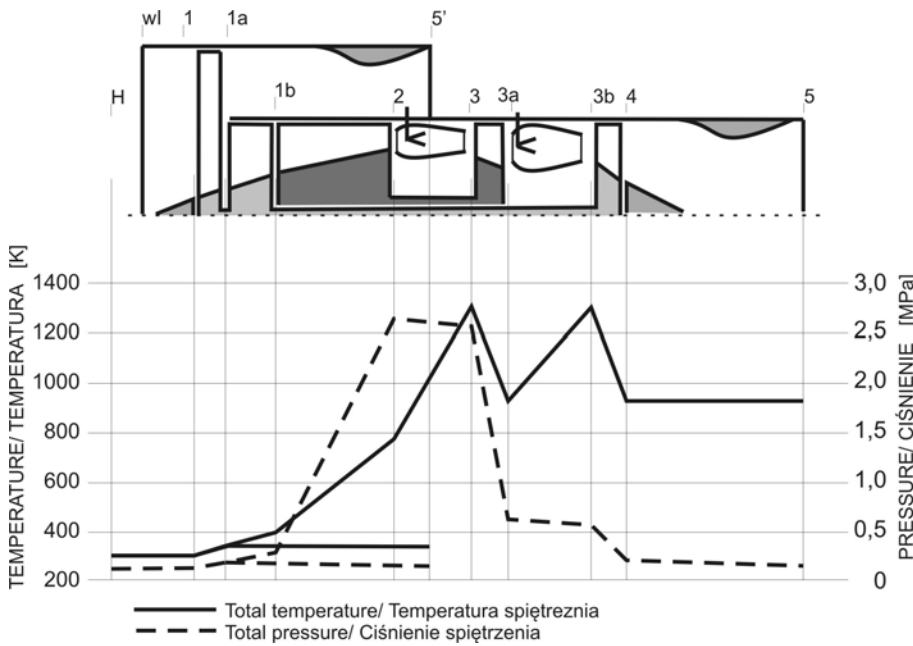 wl 1 1a 5'
H 1b 2 3 3a 3b 4 5
TEMPERATURE/ TEMPERATURA [K]
1400
1200
1000
800
600
400
200
3,0
2,5
2,0
1,5
1,0
0,5
0
PRESSURE/ CIŚNIENIE [MPa]
Total temperature/ Temperatura spiętreznia
Total pressure/ Ciśnienie spiętrzenia